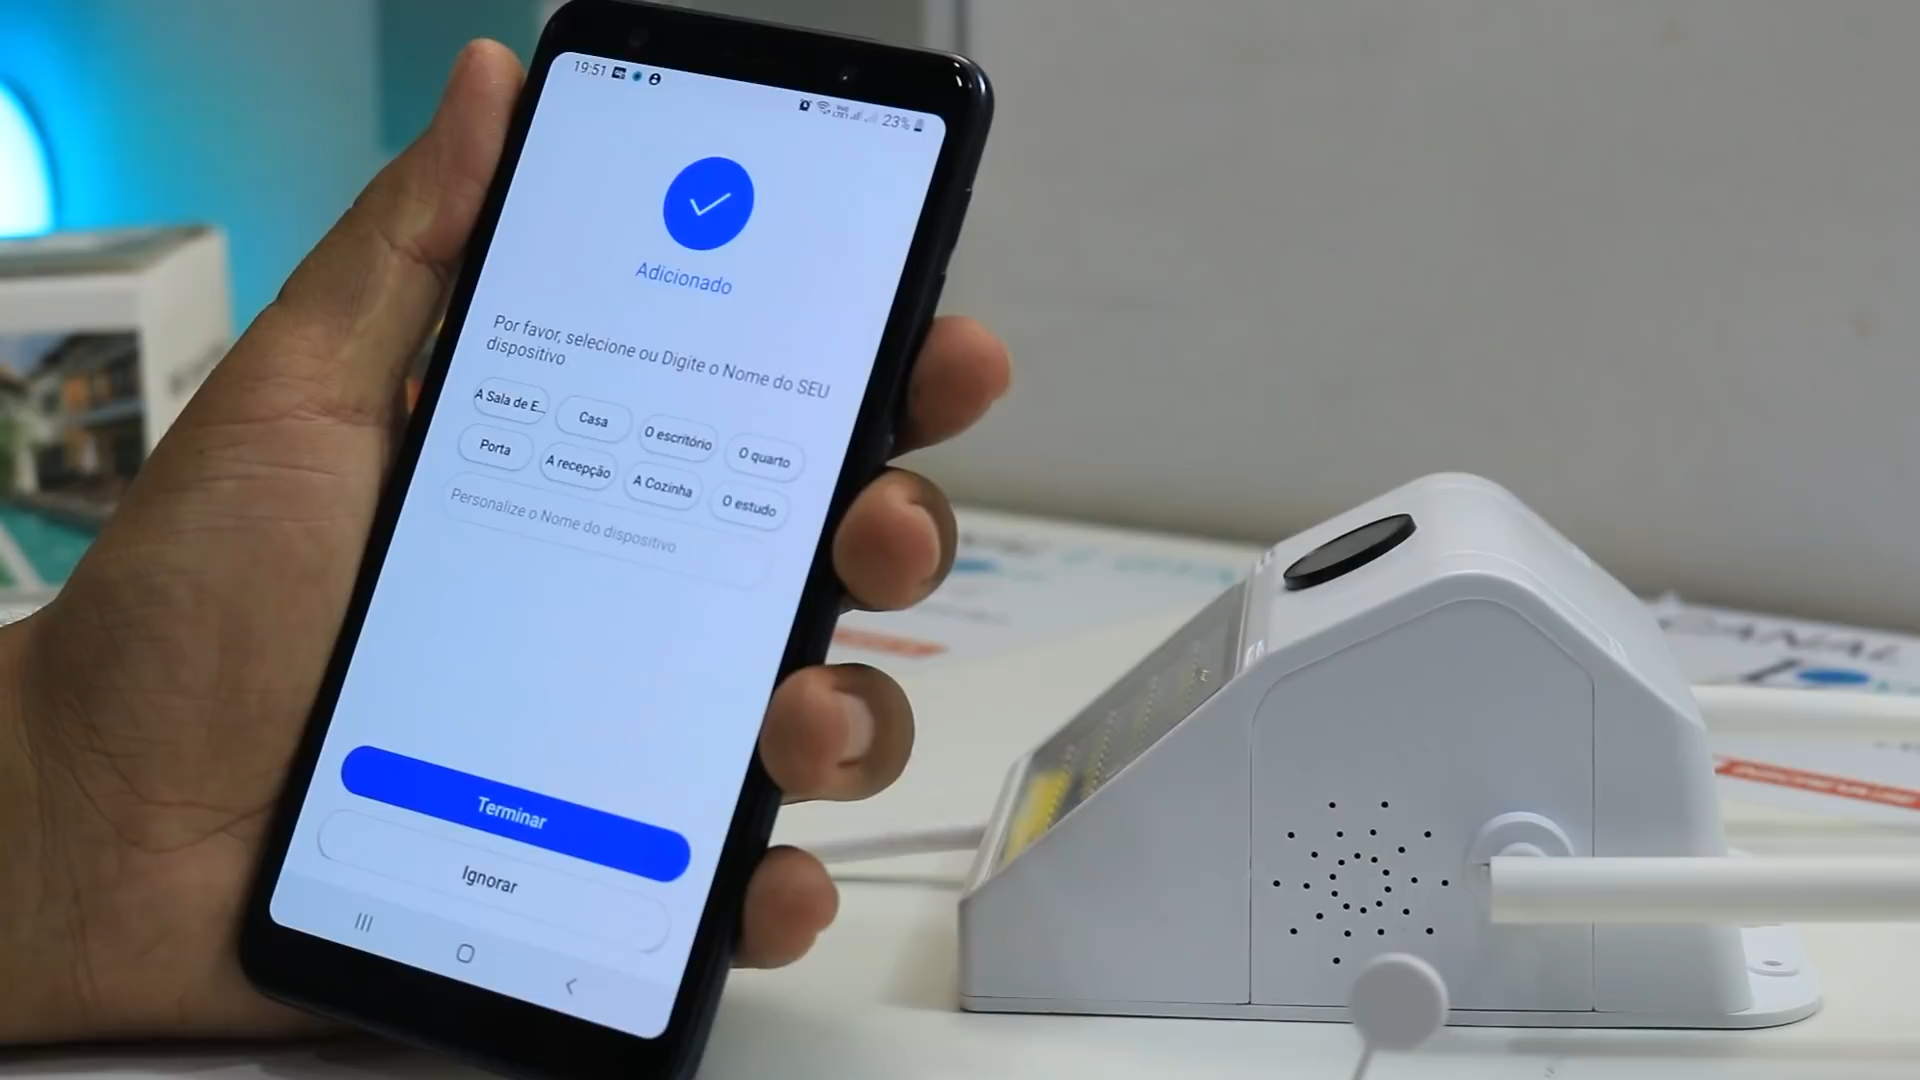 19:51
23%
Adicionado
Por favor, selecione ou Digite o Nome do SEU
dispositivo
A Sala de E...
Casa
O escritório
O quarto
Porta
A recepção
A Cozinha
O estudo
Personalize o Nome do dispositivo
Terminar
Ignorar
CANAL